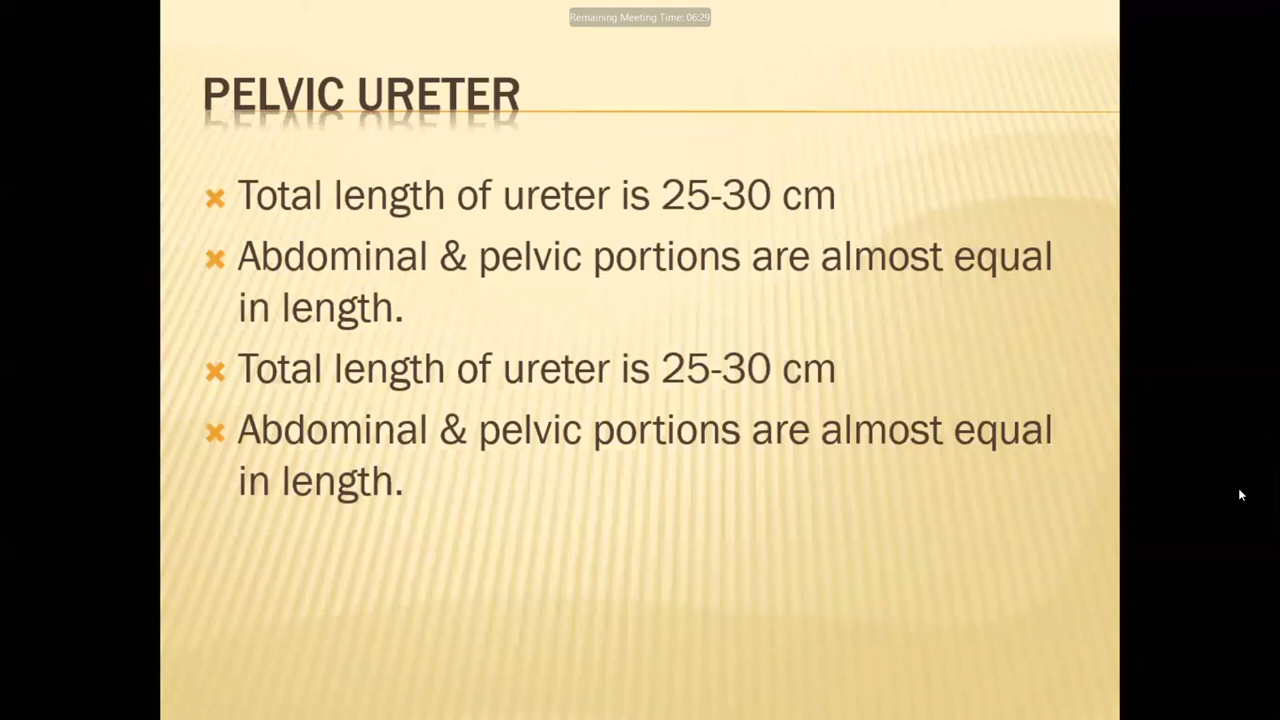 Remaining Meeting Time: 06:29
PELVIC URETER
Total length of ureter is 25-30 cm
Abdominal & pelvic portions are almost equal
in length.
Total length of ureter is 25-30 cm
Abdominal & pelvic portions are almost equal
in length.